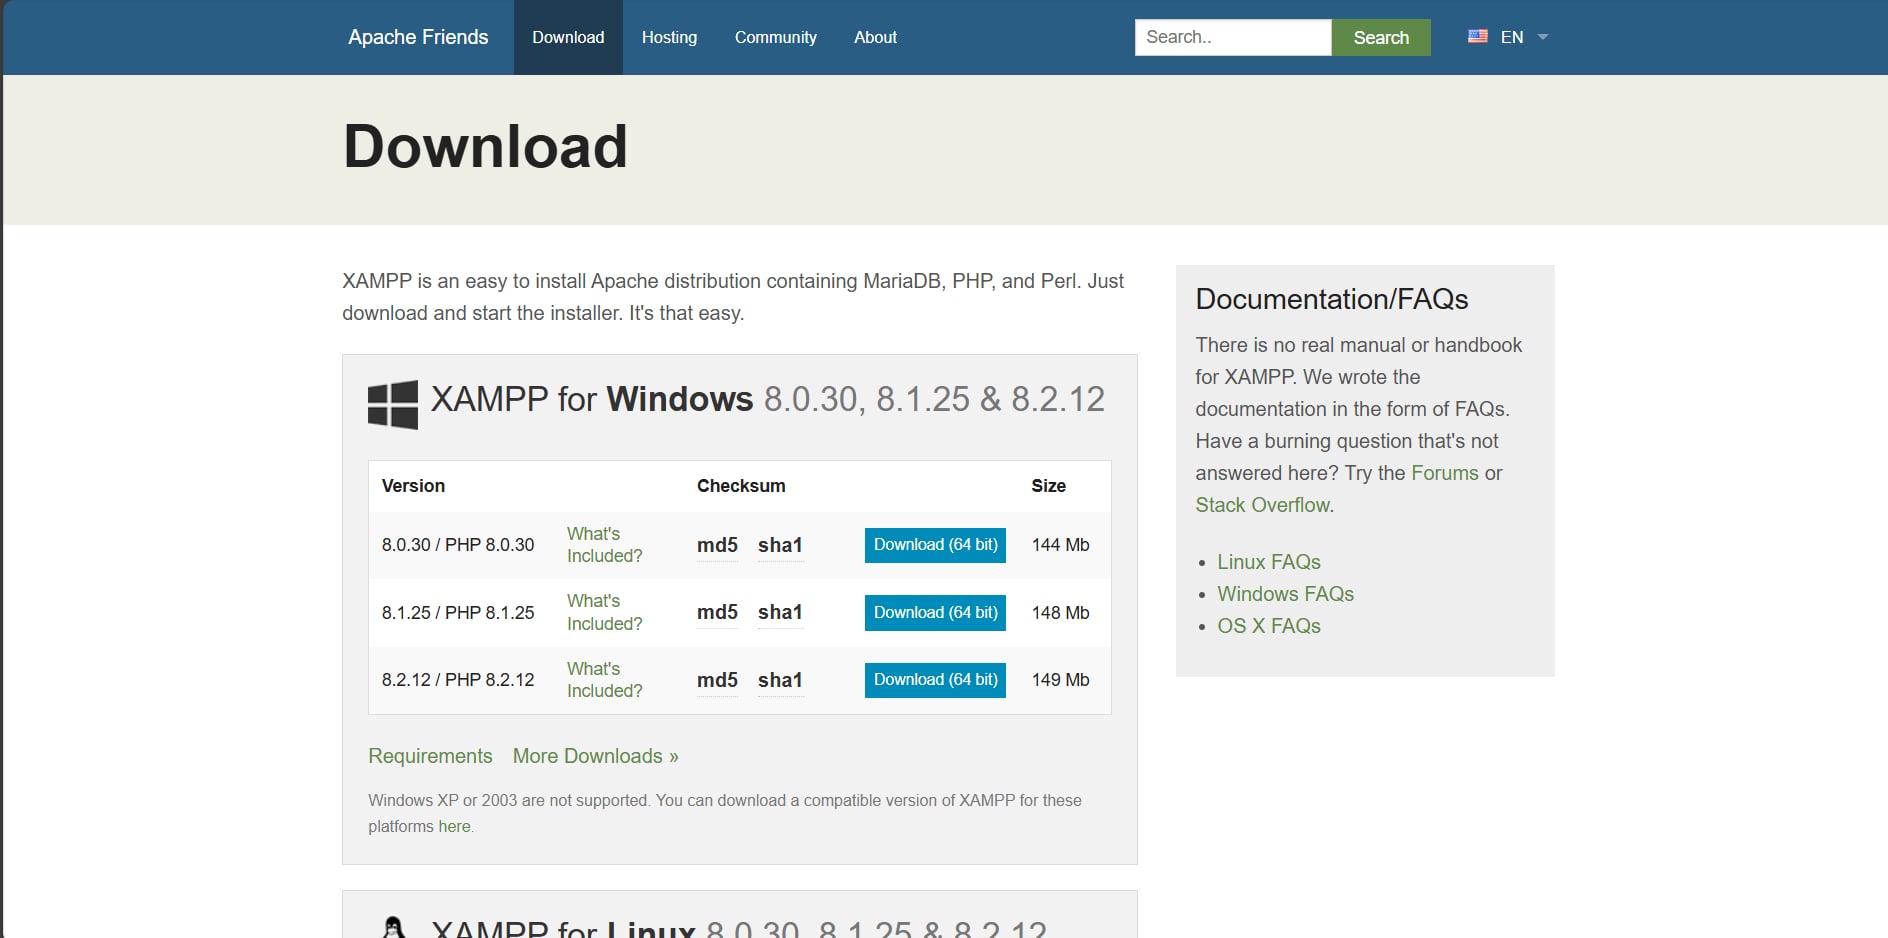 Apache Friends Download Hosting Community About Search.. Search EN
Download
XAMPP is an easy to install Apache distribution containing MariaDB, PHP, and Perl. Just
download and start the installer. It's that easy.
XAMPP for Windows 8.0.30, 8.1.25 & 8.2.12
Version Checksum Size
8.0.30 / PHP 8.0.30 What's
Included? md5 sha1 Download (64 bit) 144 Mb
8.1.25 / PHP 8.1.25 What's
Included? md5 sha1 Download (64 bit) 148 Mb
8.2.12 / PHP 8.2.12 What's
Included? md5 sha1 Download (64 bit) 149 Mb
Requirements More Downloads »
Windows XP or 2003 are not supported. You can download a compatible version of XAMPP for these
platforms here.
XAMPP for Linux 8.0.30, 8.1.25 & 8.2.12
Documentation/FAQs
There is no real manual or handbook
for XAMPP. We wrote the
documentation in the form of FAQs.
Have a burning question that's not
answered here? Try the Forums or
Stack Overflow.
• Linux FAQs
• Windows FAQs
• OS X FAQs